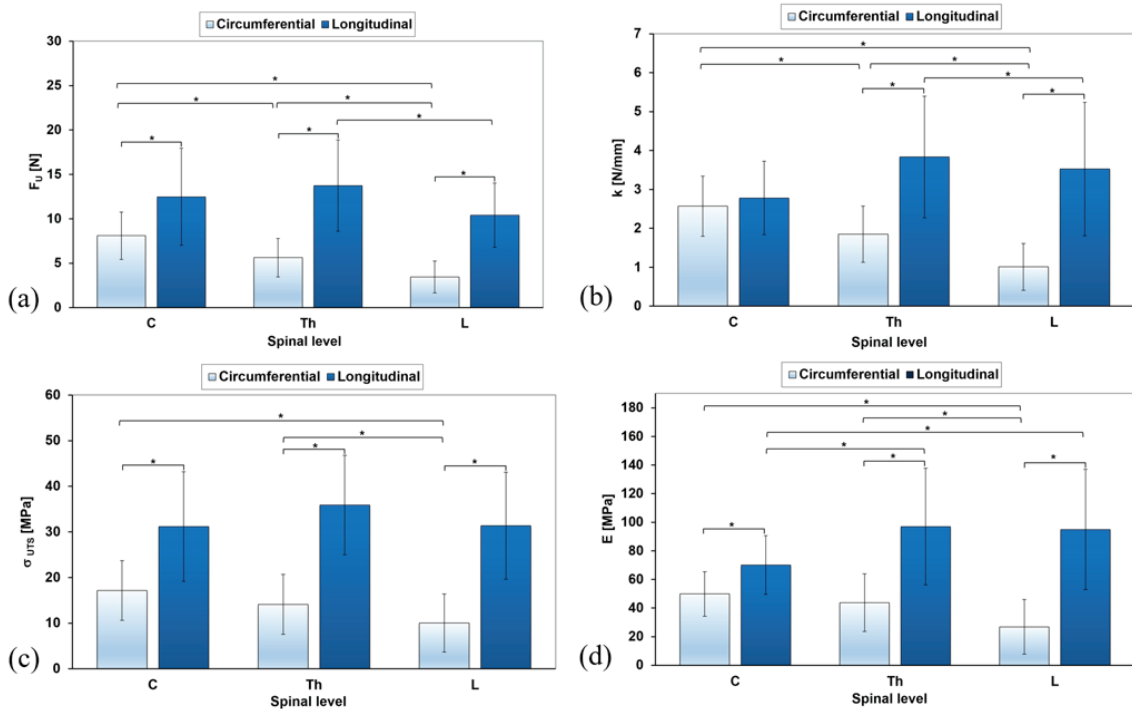 Circumferential Longitudinal
30
25
20
15
10
5
0
F_U [N]
* * * * * * * *
C Th L
Spinal level
(a)
Circumferential Longitudinal
7
6
5
4
3
2
1
0
k [N/mm]
* * * * * *
C Th L
Spinal level
(b)
Circumferential Longitudinal
60
50
40
30
20
10
0
σ UTS [MPa]
* * * * *
C Th L
Spinal level
(c)
Circumferential Longitudinal
180
160
140
120
100
80
60
40
20
0
E [MPa]
* * * * * * *
C Th L
Spinal level
(d)